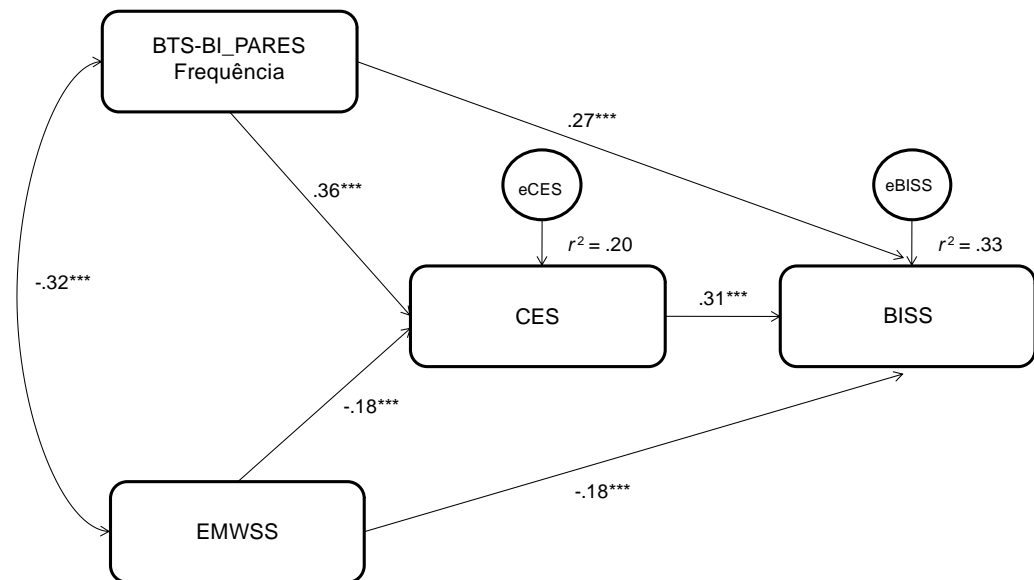 BTS-BI_PARES
Frequência
.27***
.36***
eCES
eBISS
r² = .20
r² = .33
-.32***
CES
.31***
BISS
-.18***
-.18***
EMWSS